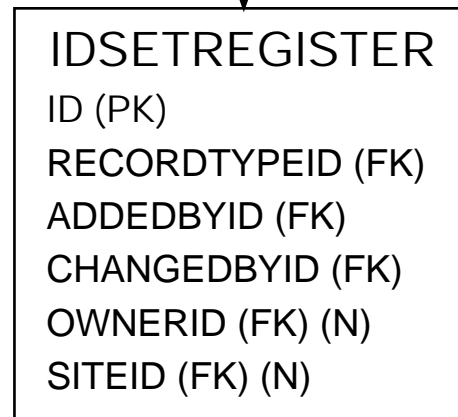 IDSETREGISTER
ID (PK)
RECORDTYPEID (FK)
ADDEDBYID (FK)
CHANGEDBYID (FK)
OWNERID (FK) (N)
SITEID (FK) (N)